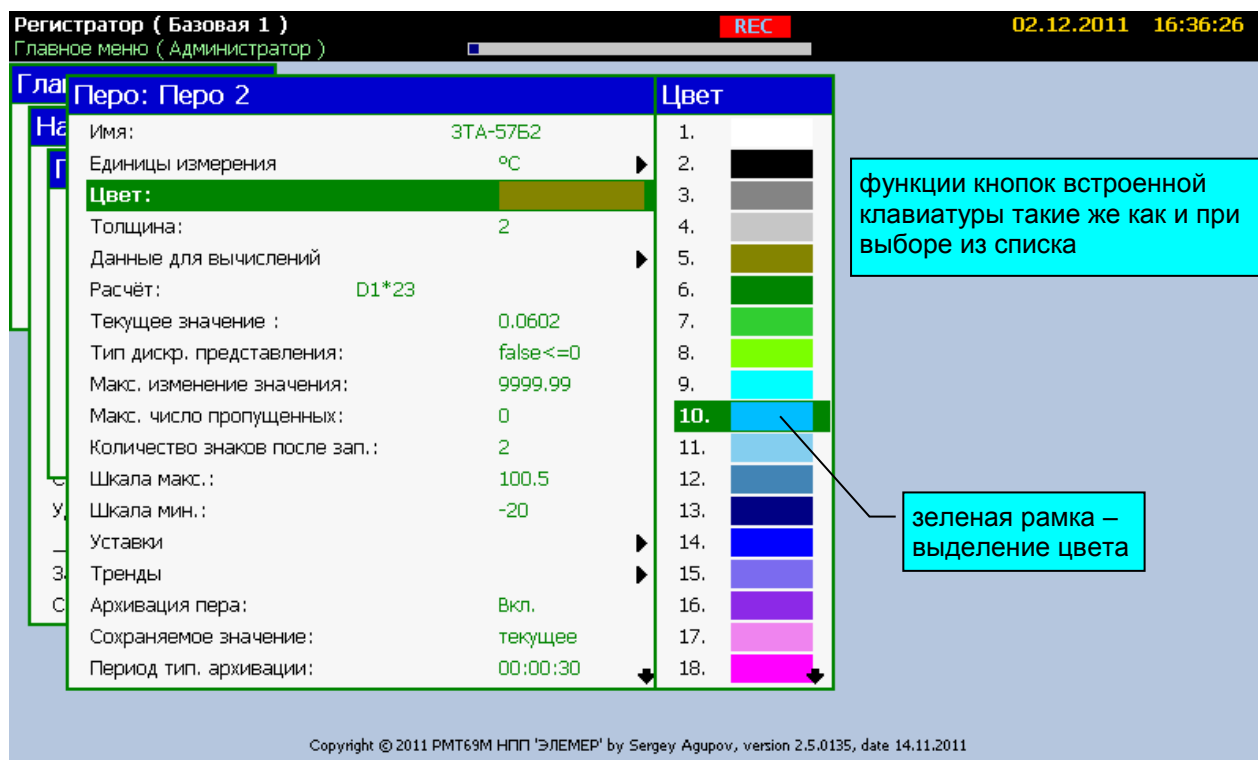 Регистратор ( Базовая 1 )
REC
02.12.2011 16:36:26
Главное меню ( Администратор )
Перо: Перо 2
Цвет
Имя: ЗТА-57Б2
Единицы измерения °C
Цвет:
Толщина: 2
Данные для вычислений
Расчёт: D1*23
Текущее значение : 0.0602
Тип дискр. представления: false<=0
Макс. изменение значения: 9999.99
Макс. число пропущенных: 0
Количество знаков после зап.: 2
Шкала макс.: 100.5
Шкала мин.: -20
Уставки
Тренды
Архивация пера: Вкл.
Сохраняемое значение: текущее
Период тип. архивации: 00:00:30
1.
2.
3.
4.
5.
6.
7.
8.
9.
10.
11.
12.
13.
14.
15.
16.
17.
18.
функции кнопок встроенной
клавиатуры такие же как и при
выборе из списка
зеленая рамка –
выделение цвета
Copyright © 2011 РМТ69М НПП 'ЭЛЕМЕР' by Sergey Agupov, version 2.5.0135, date 14.11.2011